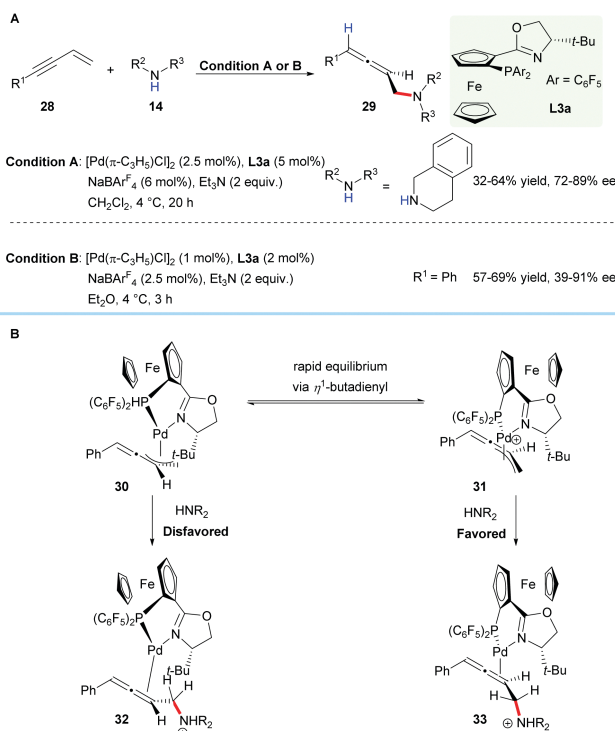 A
H
R1
28
+
R2 N R3
H
14
Condition A or B
H
R1
H
R2
N
R3
29
O
N
t-Bu
PAr2
Fe
Ar = C6F5
L3a
Condition A: [Pd(π-C3H5)Cl]2 (2.5 mol%), L3a (5 mol%)
NaBArF4 (6 mol%), Et3N (2 equiv.)
CH2Cl2, 4 °C, 20 h
R2 N R3
H
=
HN
32-64% yield, 72-89% ee
Condition B: [Pd(π-C3H5)Cl]2 (1 mol%), L3a (2 mol%)
NaBArF4 (2.5 mol%), Et3N (2 equiv.)
Et2O, 4 °C, 3 h
R1 = Ph
57-69% yield, 39-91% ee
B
Fe
(C6F5)2HP
O
N
Pd
t-Bu
Ph
H
30
rapid equilibrium
via η1-butadienyl
Fe
(C6F5)2P
O
N
Pd⊕
t-Bu
Ph
H
31
HNR2
Disfavored
HNR2
Favored
Fe
(C6F5)2P
O
N
Pd
t-Bu
H
H
Ph
H
NHR2
⊕
32
Fe
(C6F5)2P
O
N
Pd
t-Bu
Ph
H
H
H
NHR2
⊕
33